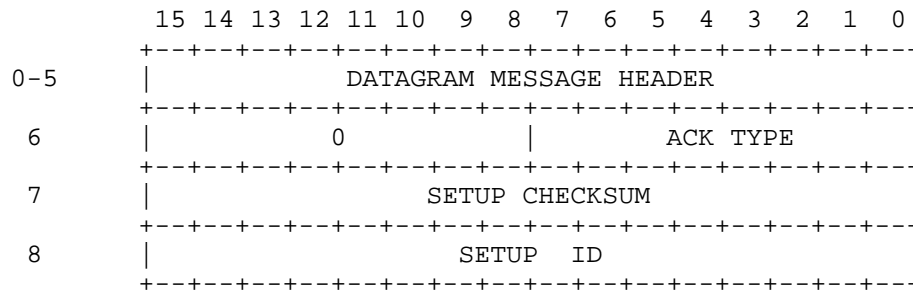 15 14 13 12 11 10 9 8 7 6 5 4 3 2 1 0
+--+--+--+--+--+--+--+--+--+--+--+--+--+--+--+---
0-5 | DATAGRAM MESSAGE HEADER
+--+--+--+--+--+--+--+--+--+--+--+--+--+--+--+---
6 | 0 | ACK TYPE
+--+--+--+--+--+--+--+--+--+--+--+--+--+--+--+---
7 | SETUP CHECKSUM
+--+--+--+--+--+--+--+--+--+--+--+--+--+--+--+---
8 | SETUP ID
+--+--+--+--+--+--+--+--+--+--+--+--+--+--+--+---